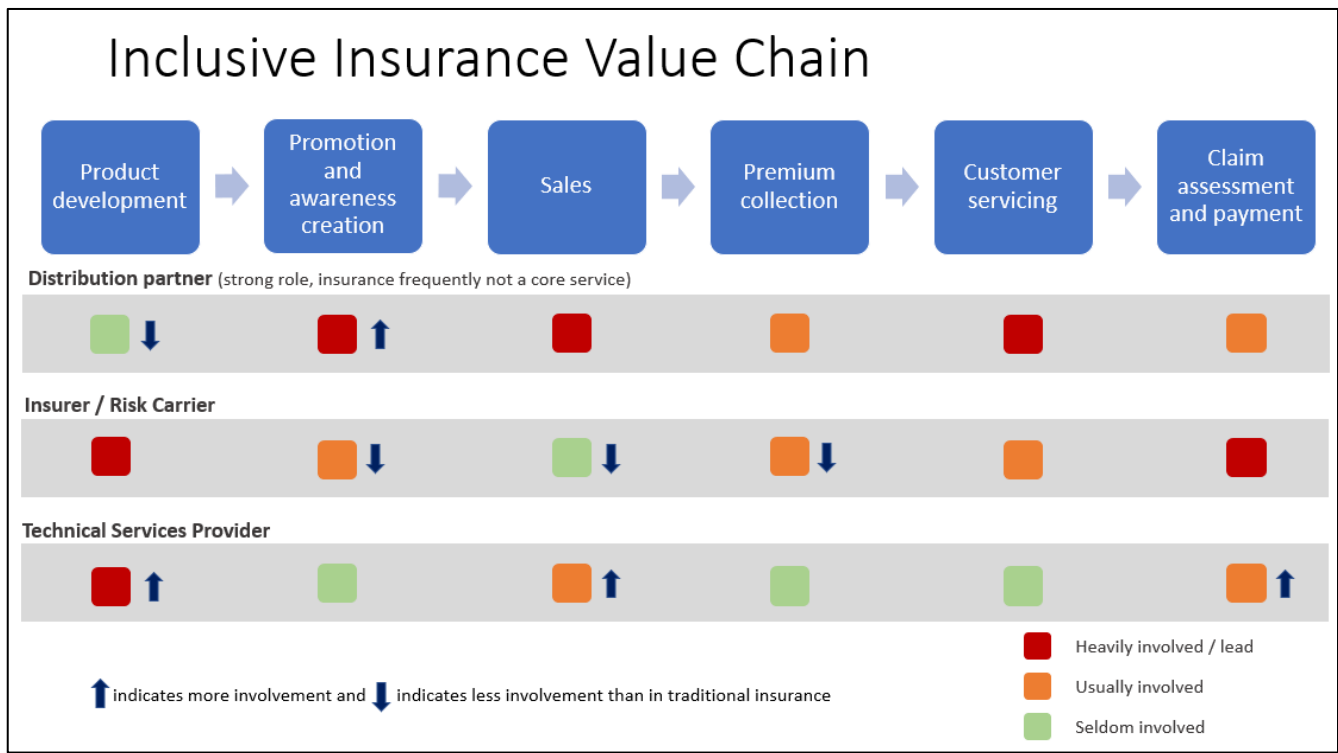 Inclusive Insurance Value Chain
Product
development
Promotion
and
awareness
creation
Sales
Premium
collection
Customer
servicing
Claim
assessment
and payment
Distribution partner (strong role, insurance frequently not a core service)
Insurer / Risk Carrier
Technical Services Provider
Heavily involved / lead
indicates more involvement and indicates less involvement than in traditional insurance
Usually involved
Seldom involved